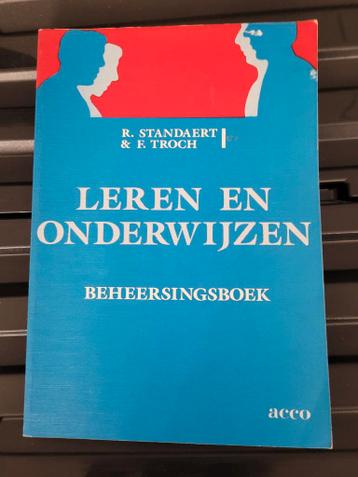 R. STANDAERT
& F. TROCH
LEREN EN
ONDERWIJZEN
BEHEERSINGSBOEK
acco